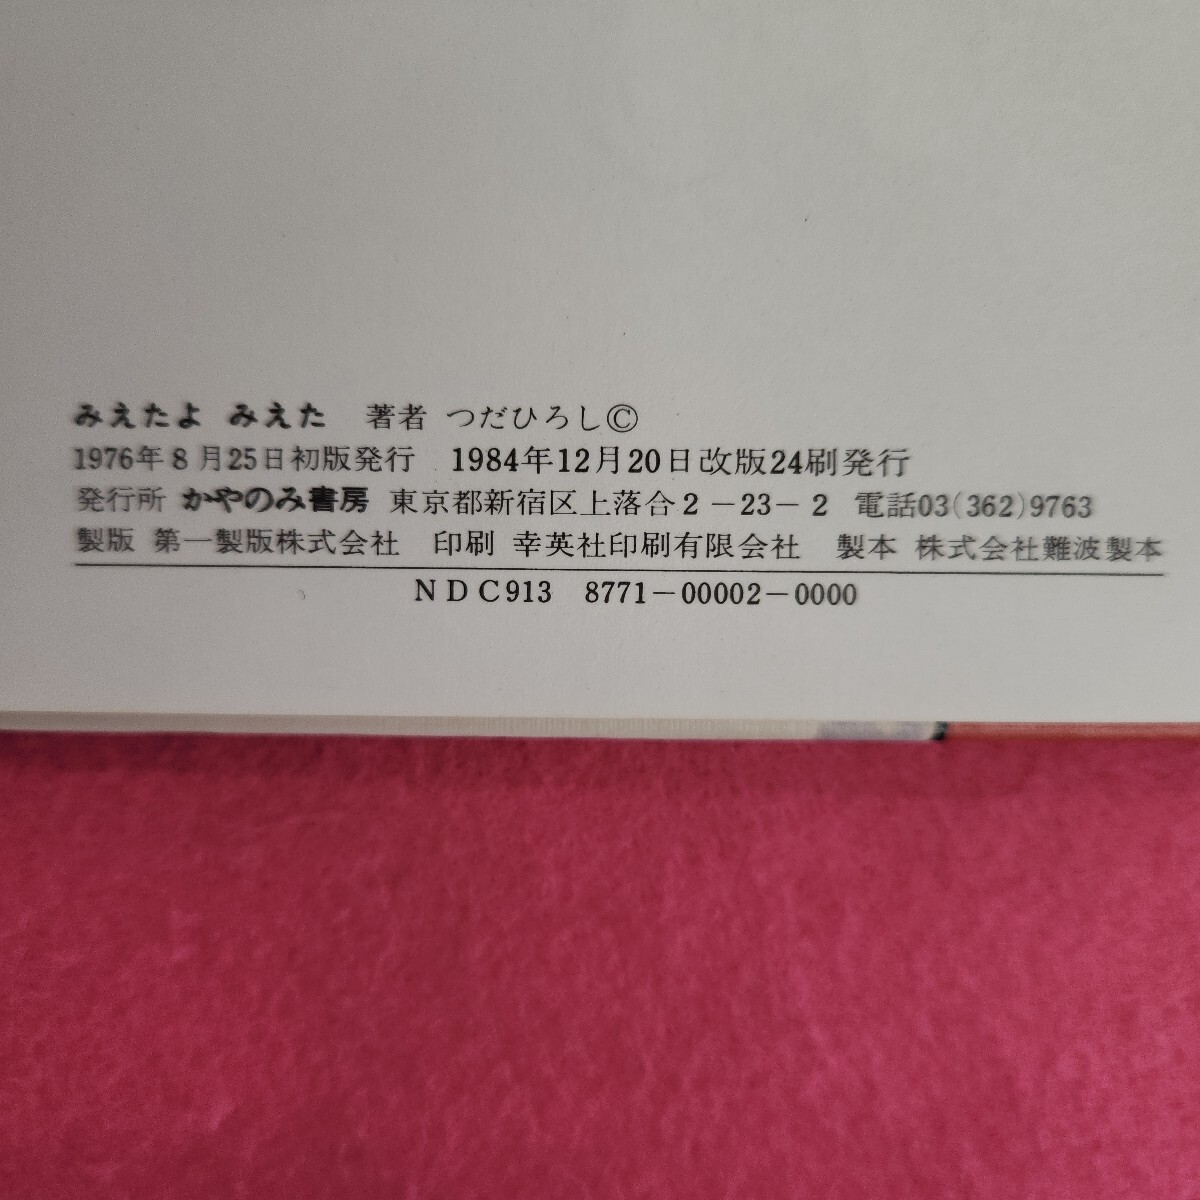 みえたよ みえた 著者 つだひろし©
1976年8月25日初版発行 1984年12月20日改版24刷発行
発行所 かやのみ書房 東京都新宿区上落合2-23-2 電話03(362)9763
製版 第一製版株式会社 印刷 幸英社印刷有限会社 製本 株式会社難波製本
NDC913 8771-00002-0000